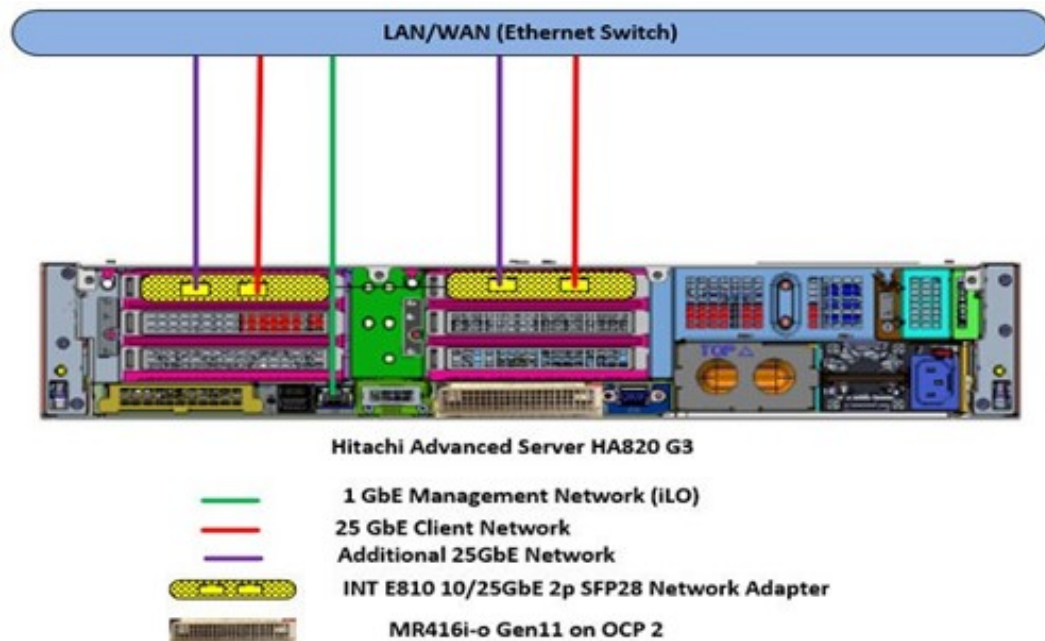 LAN/WAN (Ethernet Switch)
TOP
Hitachi Advanced Server HA820 G3
1 GbE Management Network (iLO)
25 GbE Client Network
Additional 25GbE Network
INT E810 10/25GbE 2p SFP28 Network Adapter
MR416i-o Gen11 on OCP 2